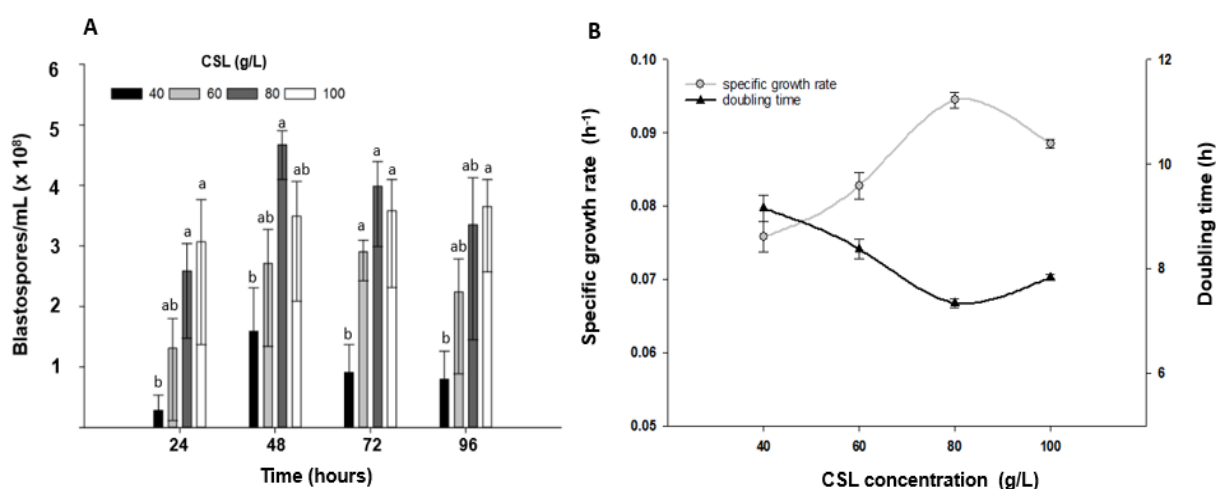 A
CSL (g/L)
40 60 80 100
Blastospores/mL (x 10⁸)
6
5
4
3
2
1
b ab a a
b ab a ab
b a a a
b ab ab a
24 48 72 96
Time (hours)
B
specific growth rate
doubling time
Specific growth rate (h⁻¹)
0.10
0.09
0.08
0.07
0.06
0.05
Doubling time (h)
12
10
8
6
40 60 80 100
CSL concentration (g/L)